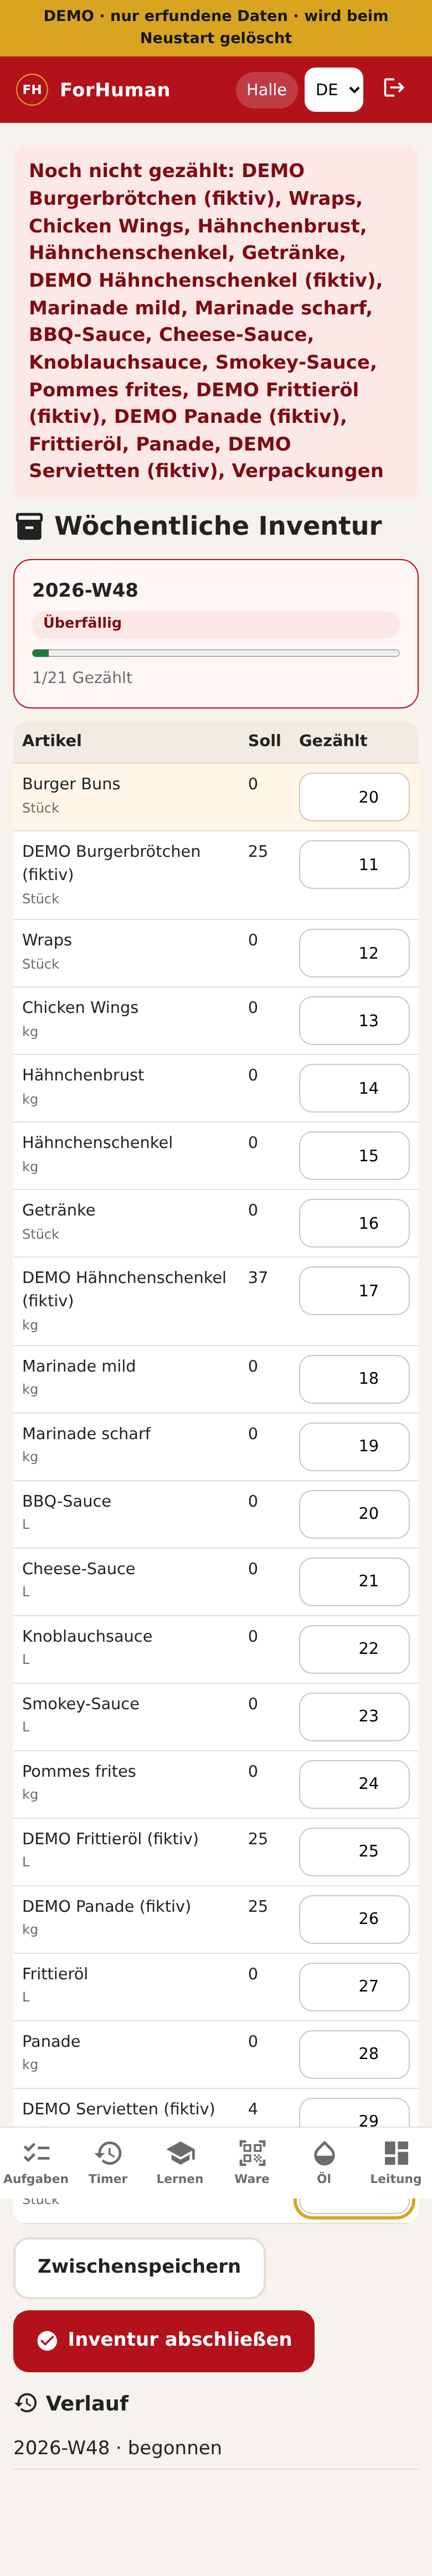 DEMO · nur erfundene Daten · wird beim
Neustart gelöscht
FH ForHuman Halle DE
Noch nicht gezählt: DEMO
Burgerbrötchen (fiktiv), Wraps,
Chicken Wings, Hähnchenbrust,
Hähnchenschenkel, Getränke,
DEMO Hähnchenschenkel (fiktiv),
Marinade mild, Marinade scharf,
BBQ-Sauce, Cheese-Sauce,
Knoblauchsauce, Smokey-Sauce,
Pommes frites, DEMO Frittieröl
(fiktiv), DEMO Panade (fiktiv),
Frittieröl, Panade, DEMO
Servietten (fiktiv), Verpackungen
Wöchentliche Inventur
2026-W48
Überfällig
1/21 Gezählt
Artikel Soll Gezählt
Burger Buns 0 20
Stück
DEMO Burgerbrötchen 25 11
(fiktiv)
Stück
Wraps 0 12
Stück
Chicken Wings 0 13
kg
Hähnchenbrust 0 14
kg
Hähnchenschenkel 0 15
kg
Getränke 0 16
Stück
DEMO Hähnchenschenkel 37 17
(fiktiv)
kg
Marinade mild 0 18
kg
Marinade scharf 0 19
kg
BBQ-Sauce 0 20
L
Cheese-Sauce 0 21
L
Knoblauchsauce 0 22
L
Smokey-Sauce 0 23
L
Pommes frites 0 24
kg
DEMO Frittieröl (fiktiv) 25 25
L
DEMO Panade (fiktiv) 25 26
kg
Frittieröl 0 27
L
Panade 0 28
kg
DEMO Servietten (fiktiv) 4 29
Aufgaben Timer Lernen Ware Öl Leitung
Stück
Zwischenspeichern
Inventur abschließen
Verlauf
2026-W48 · begonnen